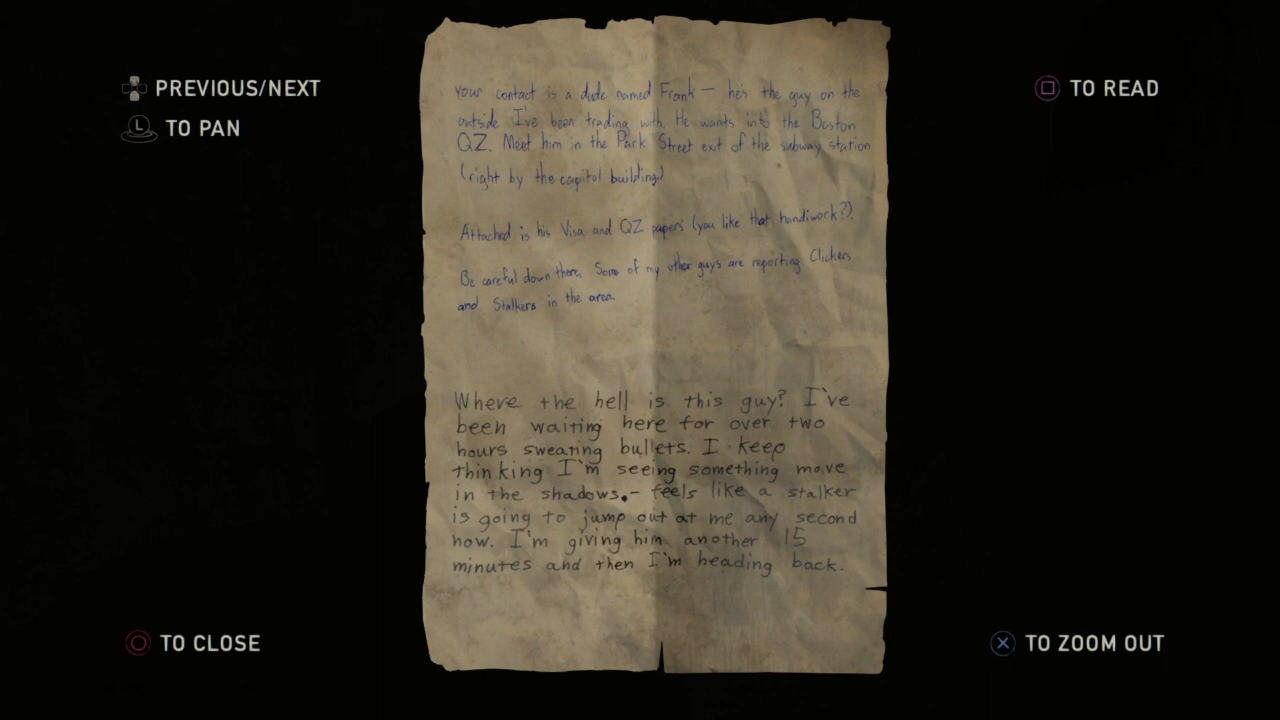 PREVIOUS/NEXT
L TO PAN
TO READ
Your contact is a dude named Frank — he's the guy on the
outside I've been trading with. He wants into the Boston
QZ. Meet him in the Park Street exit of the subway station
(right by the capitol building)
Attached is his Visa and QZ papers (you like that handiwork?).
Be careful down there. Some of my other guys are reporting Clickers
and Stalkers in the area.
Where the hell is this guy? I've
been waiting here for over two
hours swearing bullets. I keep
thinking I'm seeing something move
in the shadows. - feels like a stalker
is going to jump out at me any second
now. I'm giving him another 15
minutes and then I'm heading back.
TO CLOSE
TO ZOOM OUT